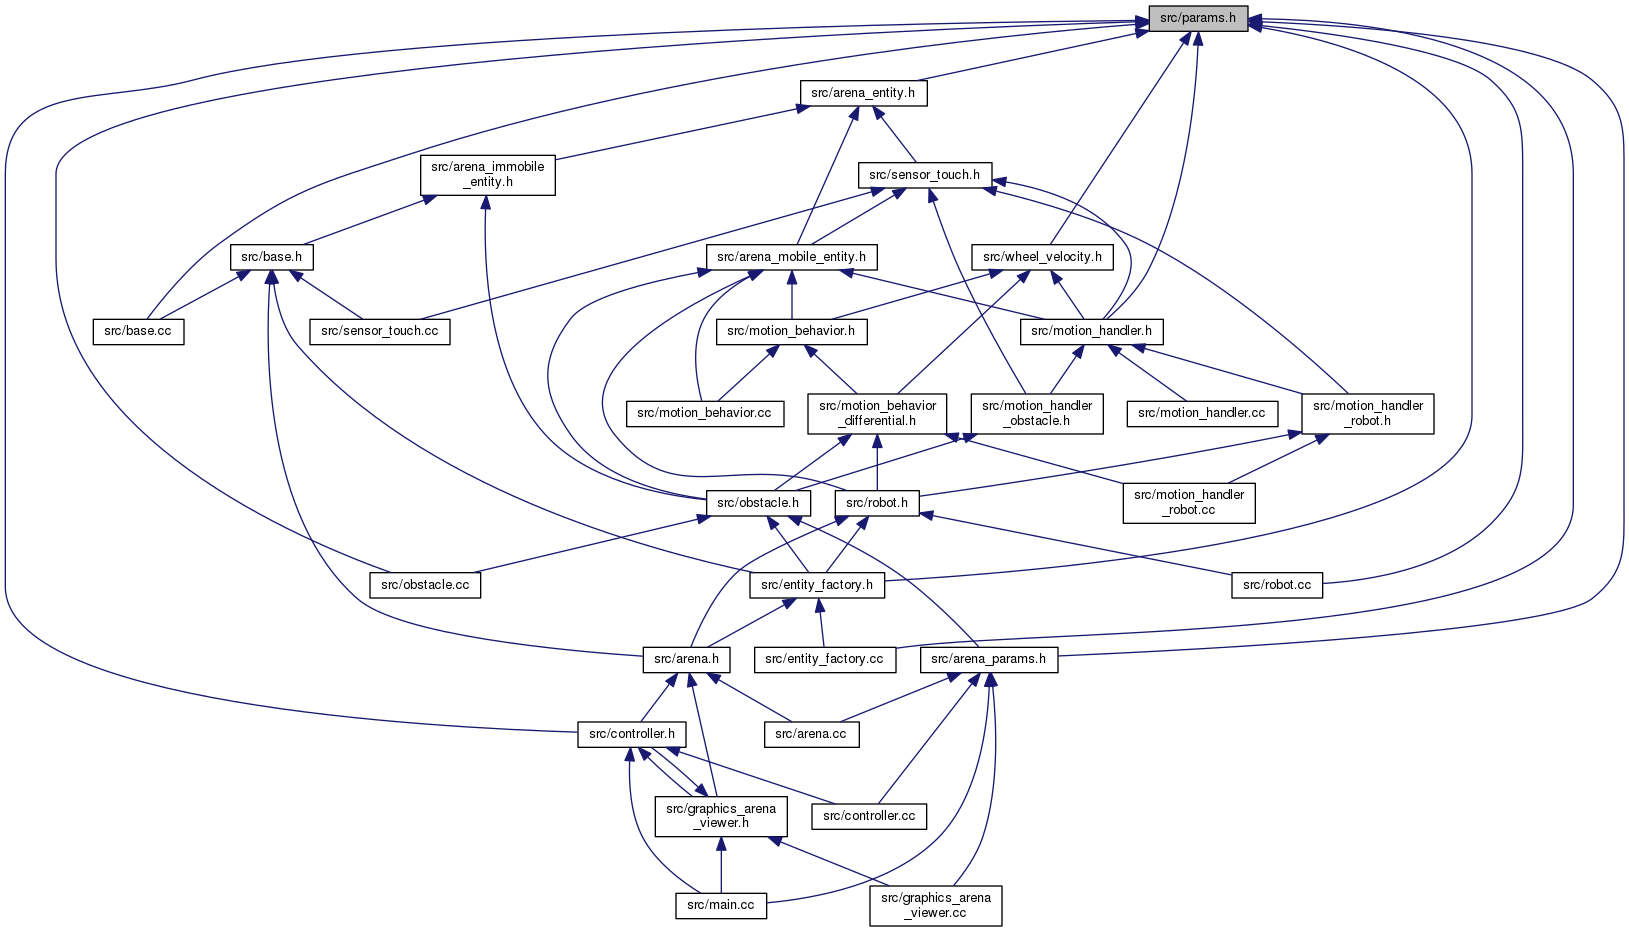 src/params.h
src/arena_entity.h
src/arena_immobile
_entity.h
src/sensor_touch.h
src/base.h
src/arena_mobile_entity.h
src/wheel_velocity.h
src/base.cc
src/sensor_touch.cc
src/motion_behavior.h
src/motion_handler.h
src/motion_behavior.cc
src/motion_behavior
_differential.h
src/motion_handler
_obstacle.h
src/motion_handler.cc
src/motion_handler
_robot.h
src/obstacle.h
src/robot.h
src/motion_handler
_robot.cc
src/obstacle.cc
src/entity_factory.h
src/robot.cc
src/arena.h
src/entity_factory.cc
src/arena_params.h
src/controller.h
src/arena.cc
src/graphics_arena
_viewer.h
src/controller.cc
src/main.cc
src/graphics_arena
_viewer.cc